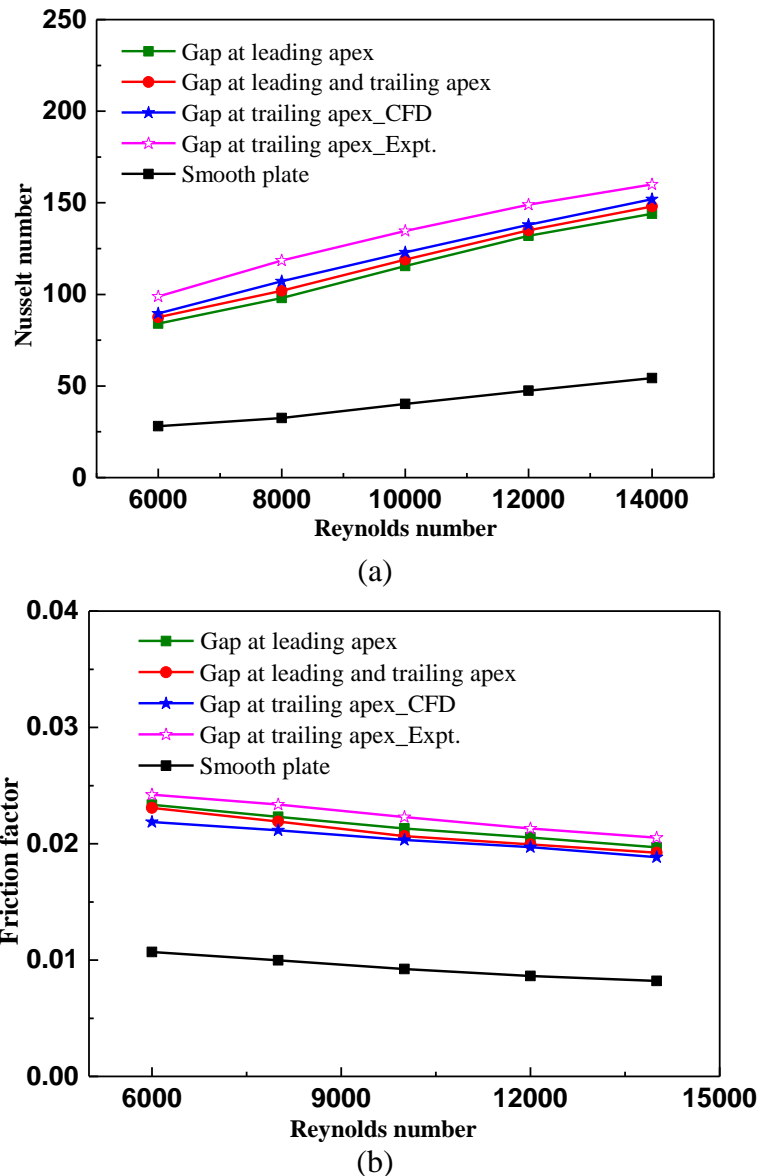 250
200
150
100
50
0
Nusselt number
Gap at leading apex
Gap at leading and trailing apex
Gap at trailing apex_CFD
Gap at trailing apex_Expt.
Smooth plate
6000 8000 10000 12000 14000
Reynolds number
(a)
0.04
0.03
0.02
0.01
0.00
Friction factor
Gap at leading apex
Gap at leading and trailing apex
Gap at trailing apex_CFD
Gap at trailing apex_Expt.
Smooth plate
6000 9000 12000 15000
Reynolds number
(b)